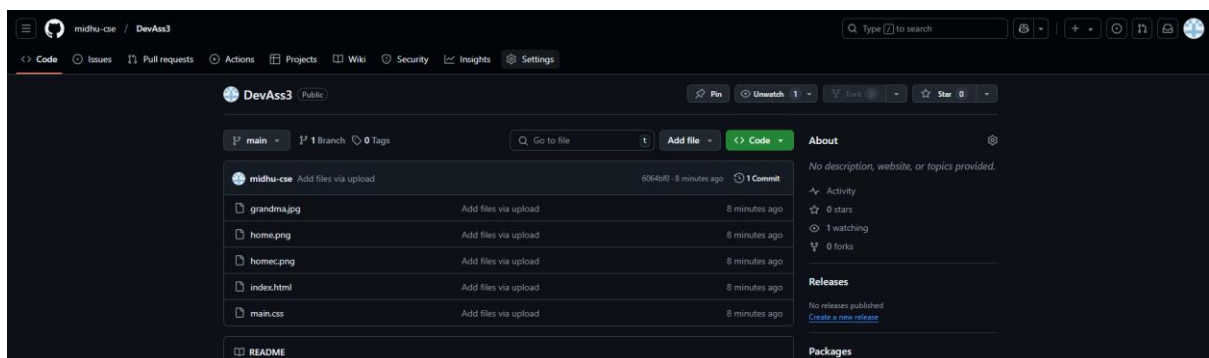 midhu-cse / DevAss3
Type / to search
Code Issues Pull requests Actions Projects Wiki Security Insights Settings
DevAss3 Public
Pin Unwatch 1 Fork 0 Star 0
main 1 Branch 0 Tags Go to file t Add file Code About
No description, website, or topics provided.
midhu-cse Add files via upload 6064bf0 · 8 minutes ago 1 Commit
Activity
grandma.jpg Add files via upload 8 minutes ago
0 stars
home.png Add files via upload 8 minutes ago
1 watching
0 forks
homec.png Add files via upload 8 minutes ago
index.html Add files via upload 8 minutes ago
Releases
No releases published
main.css Add files via upload 8 minutes ago
Create a new release
README
Packages